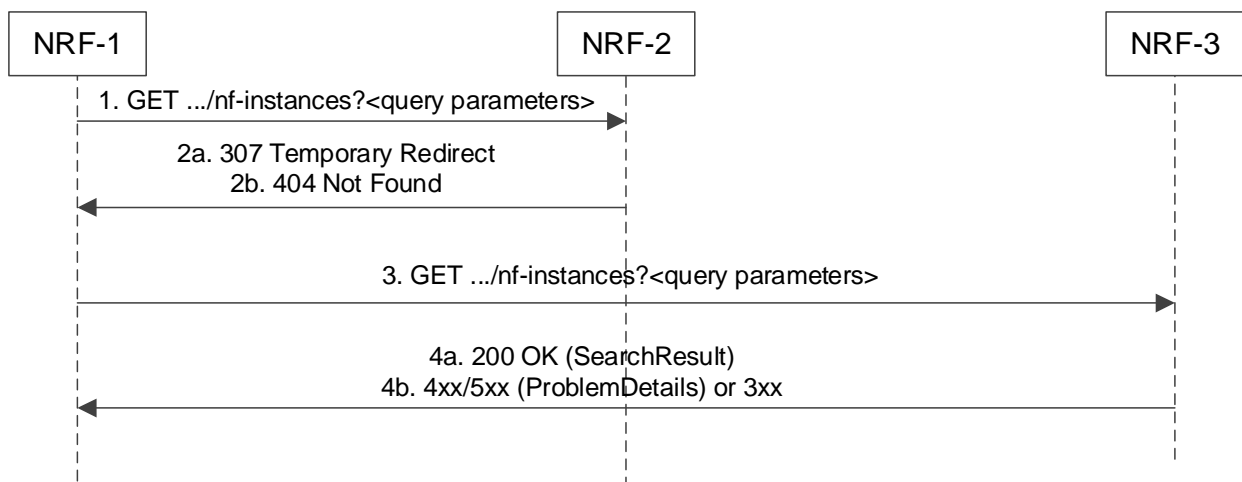 NRF-1
NRF-2
NRF-3
1. GET .../nf-instances?<query parameters>
2a. 307 Temporary Redirect
2b. 404 Not Found
3. GET .../nf-instances?<query parameters>
4a. 200 OK (SearchResult)
4b. 4xx/5xx (ProblemDetails) or 3xx